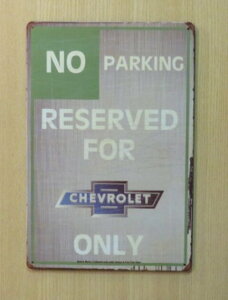 NO PARKING
RESERVED
FOR
CHEVROLET
ONLY